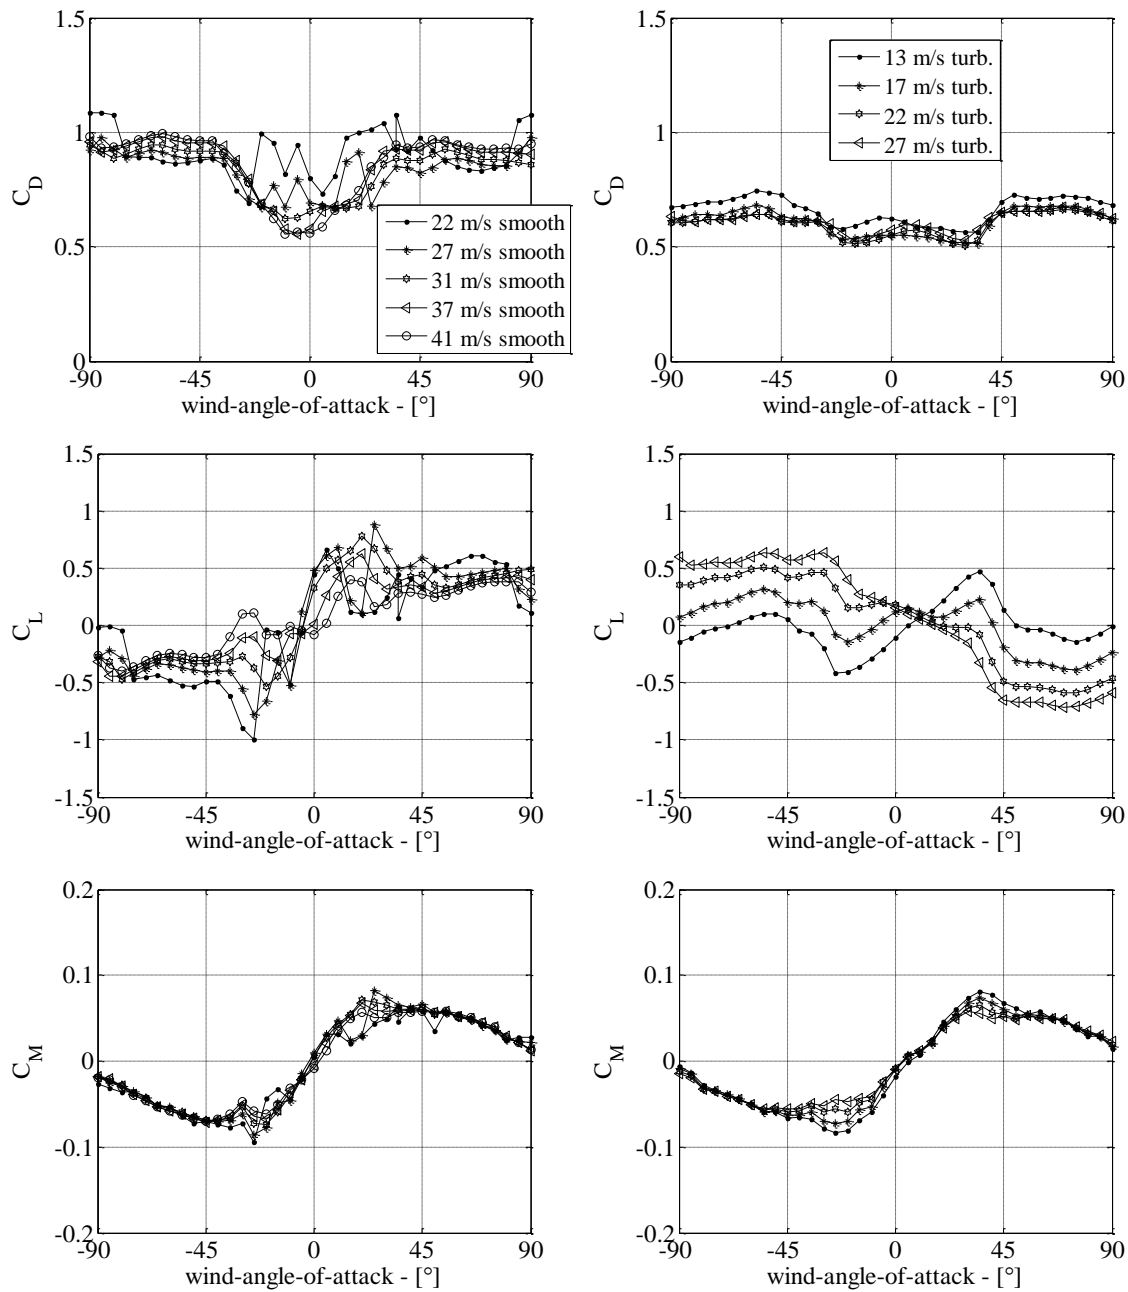 1.5
1
0.5
0
C_D
-90
-45
0
45
90
wind-angle-of-attack - [°]
22 m/s smooth
27 m/s smooth
31 m/s smooth
37 m/s smooth
41 m/s smooth
1.5
1
0.5
0
C_D
-90
-45
0
45
90
wind-angle-of-attack - [°]
13 m/s turb.
17 m/s turb.
22 m/s turb.
27 m/s turb.
1.5
1
0.5
0
-0.5
-1
-1.5
C_L
-90
-45
0
45
90
wind-angle-of-attack - [°]
1.5
1
0.5
0
-0.5
-1
-1.5
C_L
-90
-45
0
45
90
wind-angle-of-attack - [°]
0.2
0.1
0
-0.1
-0.2
C_M
-90
-45
0
45
90
wind-angle-of-attack - [°]
0.2
0.1
0
-0.1
-0.2
C_M
-90
-45
0
45
90
wind-angle-of-attack - [°]